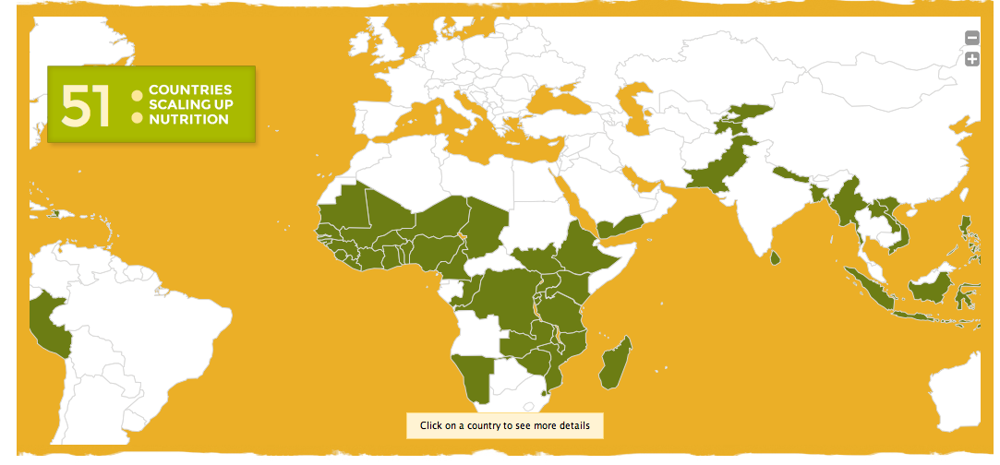 51
COUNTRIES
SCALING UP
NUTRITION
Click on a country to see more details